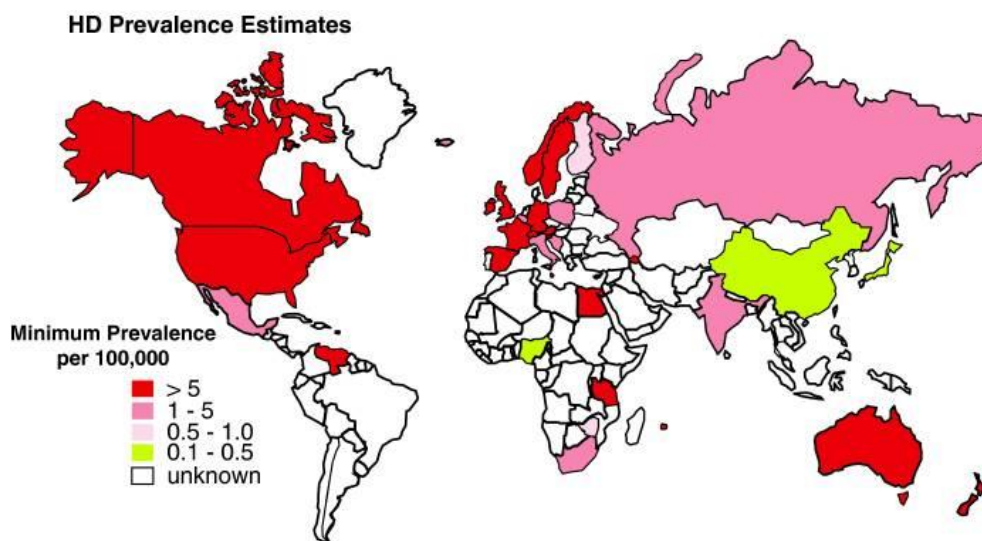 HD Prevalence Estimates
Minimum Prevalence
per 100,000
> 5
1 - 5
0.5 - 1.0
0.1 - 0.5
unknown